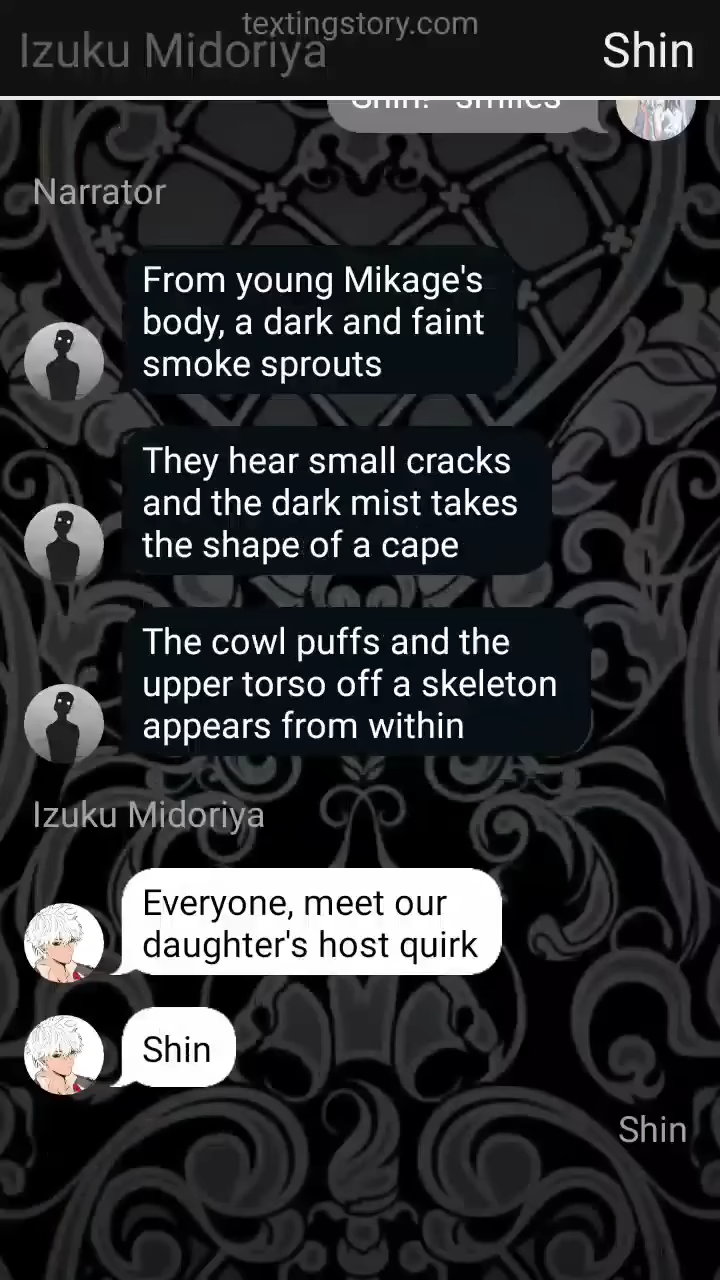 textingstory.com
Izuku Midoriya
Shin
Shin! *smiles*
Narrator
From young Mikage's
body, a dark and faint
smoke sprouts
They hear small cracks
and the dark mist takes
the shape of a cape
The cowl puffs and the
upper torso off a skeleton
appears from within
Izuku Midoriya
Everyone, meet our
daughter's host quirk
Shin
Shin